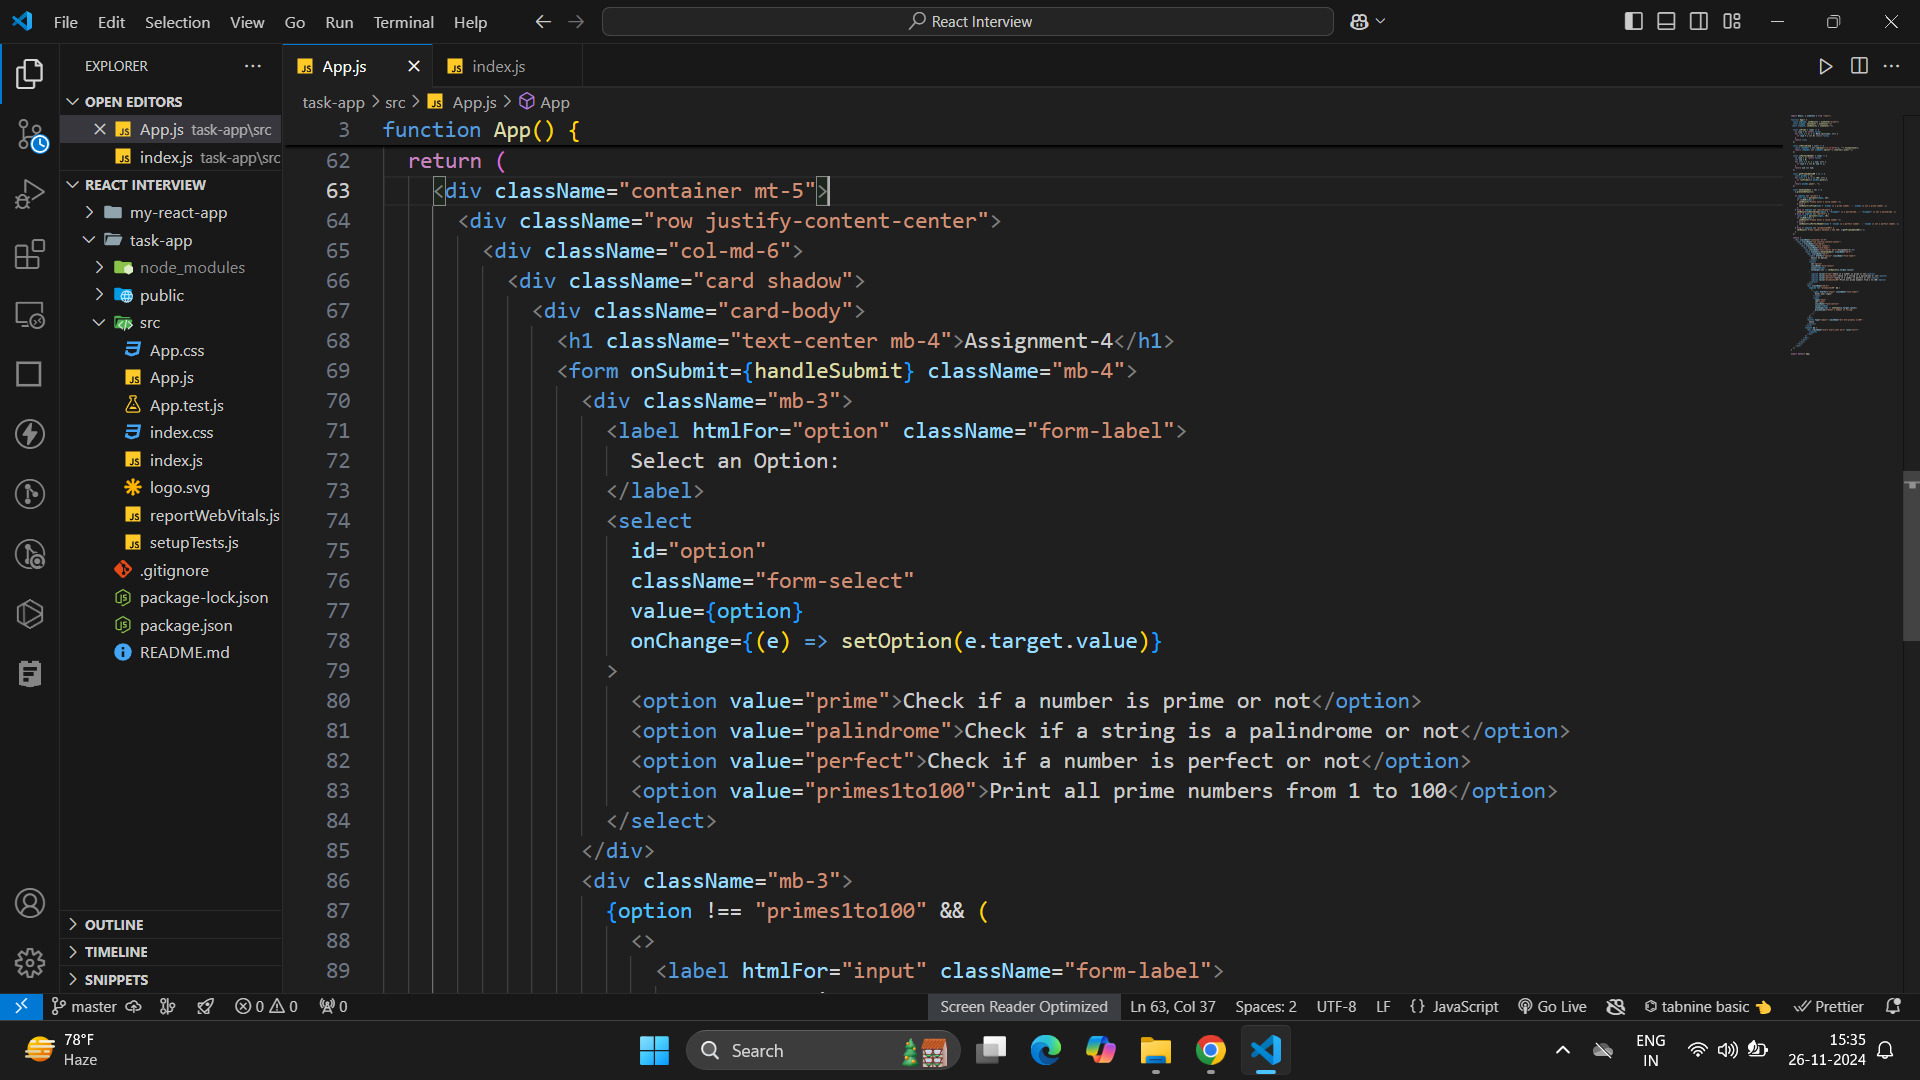 File Edit Selection View Go Run Terminal Help
React Interview
EXPLORER
OPEN EDITORS
App.js task-app\src
index.js task-app\src
REACT INTERVIEW
my-react-app
task-app
node_modules
public
src
App.css
App.js
App.test.js
index.css
index.js
logo.svg
reportWebVitals.js
setupTests.js
.gitignore
package-lock.json
package.json
README.md
OUTLINE
TIMELINE
SNIPPETS
App.js
index.js
task-app > src > App.js > App
3 function App() {
62 return (
63 <div className="container mt-5">
64 <div className="row justify-content-center">
65 <div className="col-md-6">
66 <div className="card shadow">
67 <div className="card-body">
68 <h1 className="text-center mb-4">Assignment-4</h1>
69 <form onSubmit={handleSubmit} className="mb-4">
70 <div className="mb-3">
71 <label htmlFor="option" className="form-label">
72 Select an Option:
73 </label>
74 <select
75 id="option"
76 className="form-select"
77 value={option}
78 onChange={(e) => setOption(e.target.value)}
79 >
80 <option value="prime">Check if a number is prime or not</option>
81 <option value="palindrome">Check if a string is a palindrome or not</option>
82 <option value="perfect">Check if a number is perfect or not</option>
83 <option value="primes1to100">Print all prime numbers from 1 to 100</option>
84 </select>
85 </div>
86 <div className="mb-3">
87 {option !== "primes1to100" && (
88 <>
89 <label htmlFor="input" className="form-label">
master 0 0 0 Screen Reader Optimized Ln 63, Col 37 Spaces: 2 UTF-8 LF {} JavaScript Go Live tabnine basic Prettier
78°F
Haze
Search
ENG
IN
15:35
26-11-2024